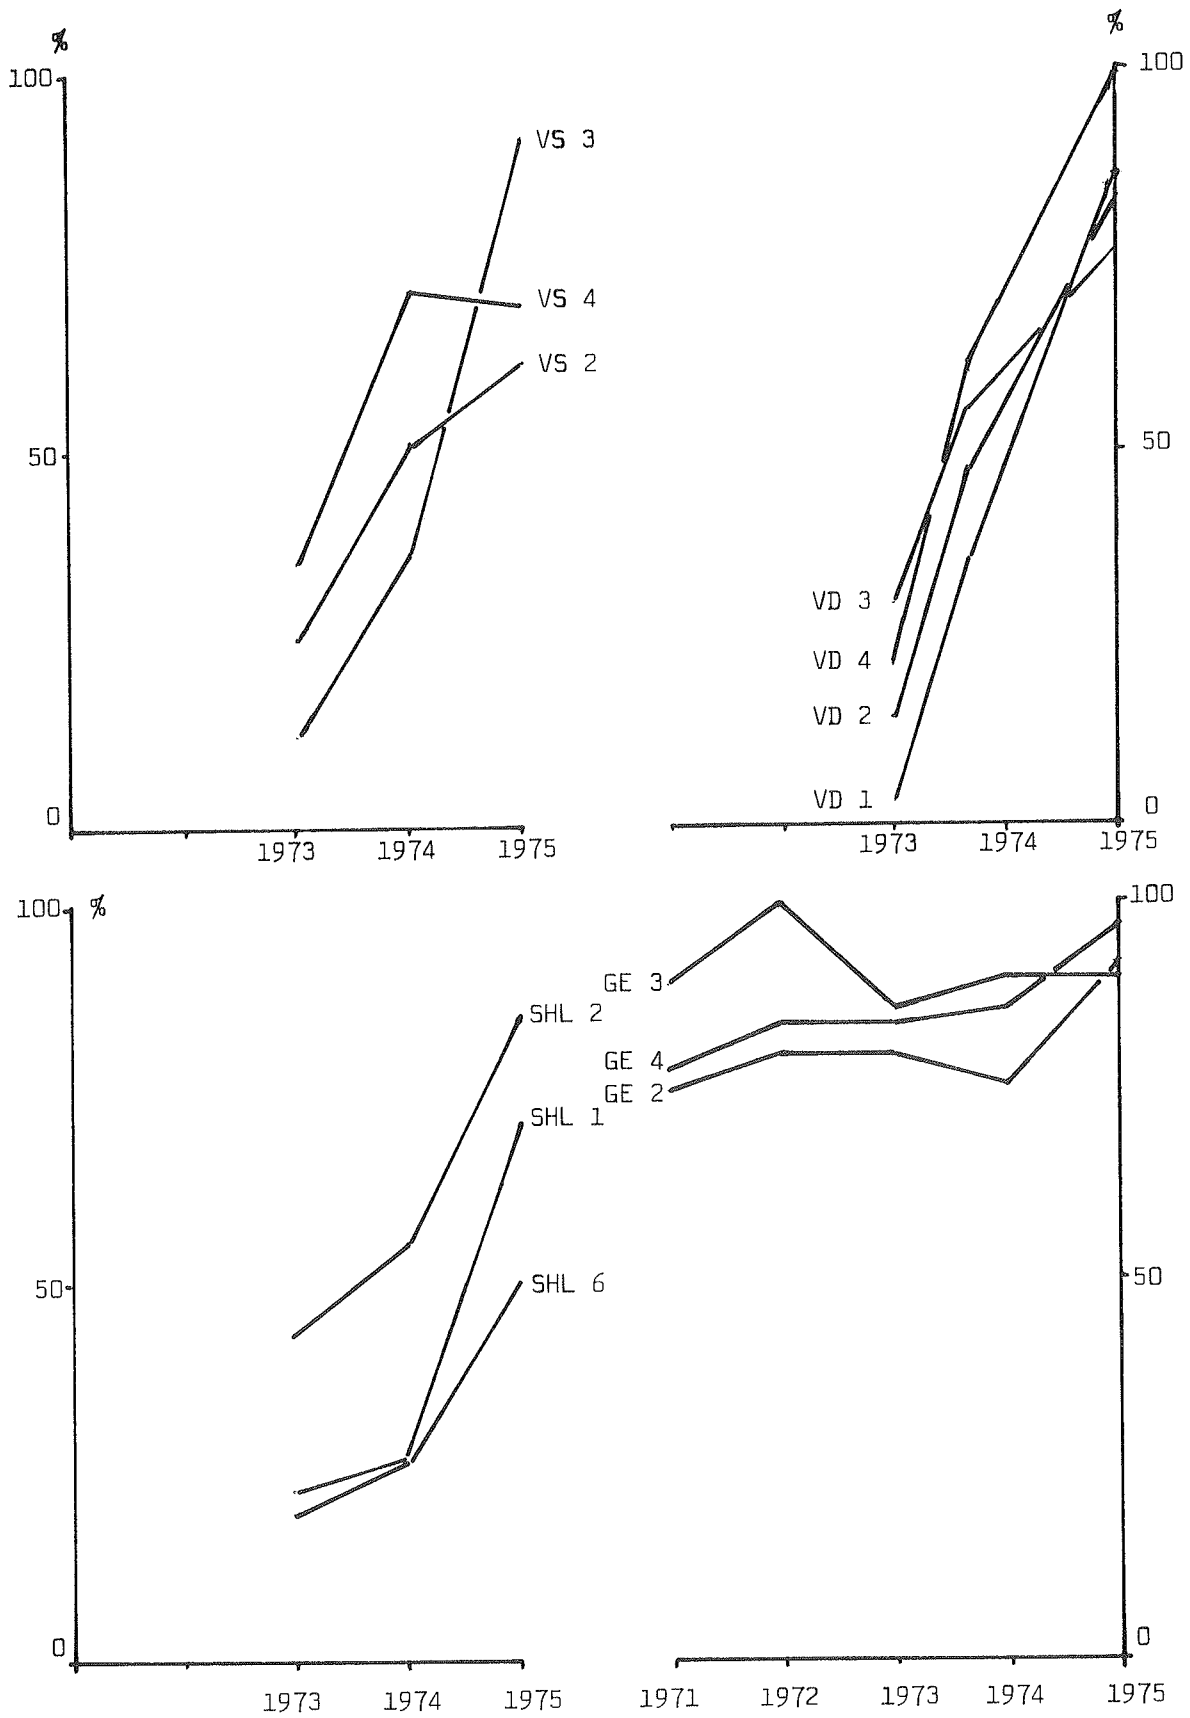 %
100
50
0
VS 3
VS 4
VS 2
1973 1974 1975
%
100
50
0
VD 3
VD 4
VD 2
VD 1
1973 1974 1975
100 %
50
0
SHL 2
SHL 1
SHL 6
1973 1974 1975
100
50
0
GE 3
GE 4
GE 2
1971 1972 1973 1974 1975